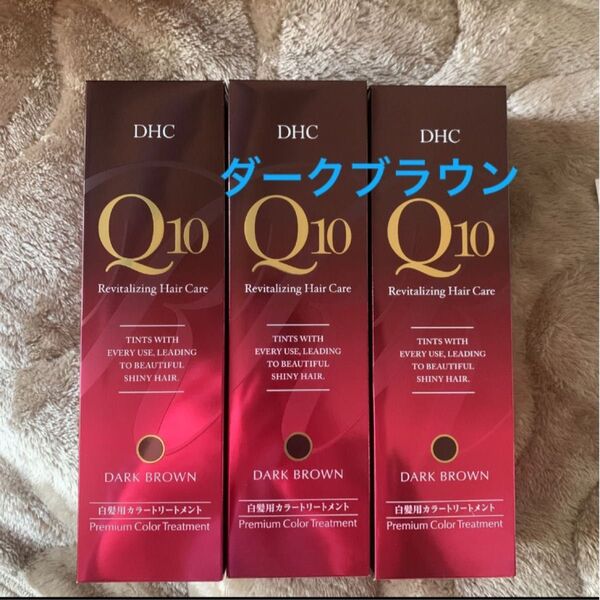 DHC
Q10
Revitalizing Hair Care
TINTS WITH
EVERY USE, LEADING
TO BEAUTIFUL
SHINY HAIR.
DARK BROWN
白髪用カラートリートメント
Premium Color Treatment
DHC
ダークブラウン
Q10
Revitalizing Hair Care
TINTS WITH
EVERY USE, LEADING
TO BEAUTIFUL
SHINY HAIR.
DARK BROWN
白髪用カラートリートメント
Premium Color Treatment
DHC
Q10
Revitalizing Hair Care
TINTS WITH
EVERY USE, LEADING
TO BEAUTIFUL
SHINY HAIR.
DARK BROWN
白髪用カラートリートメント
Premium Color Treatment